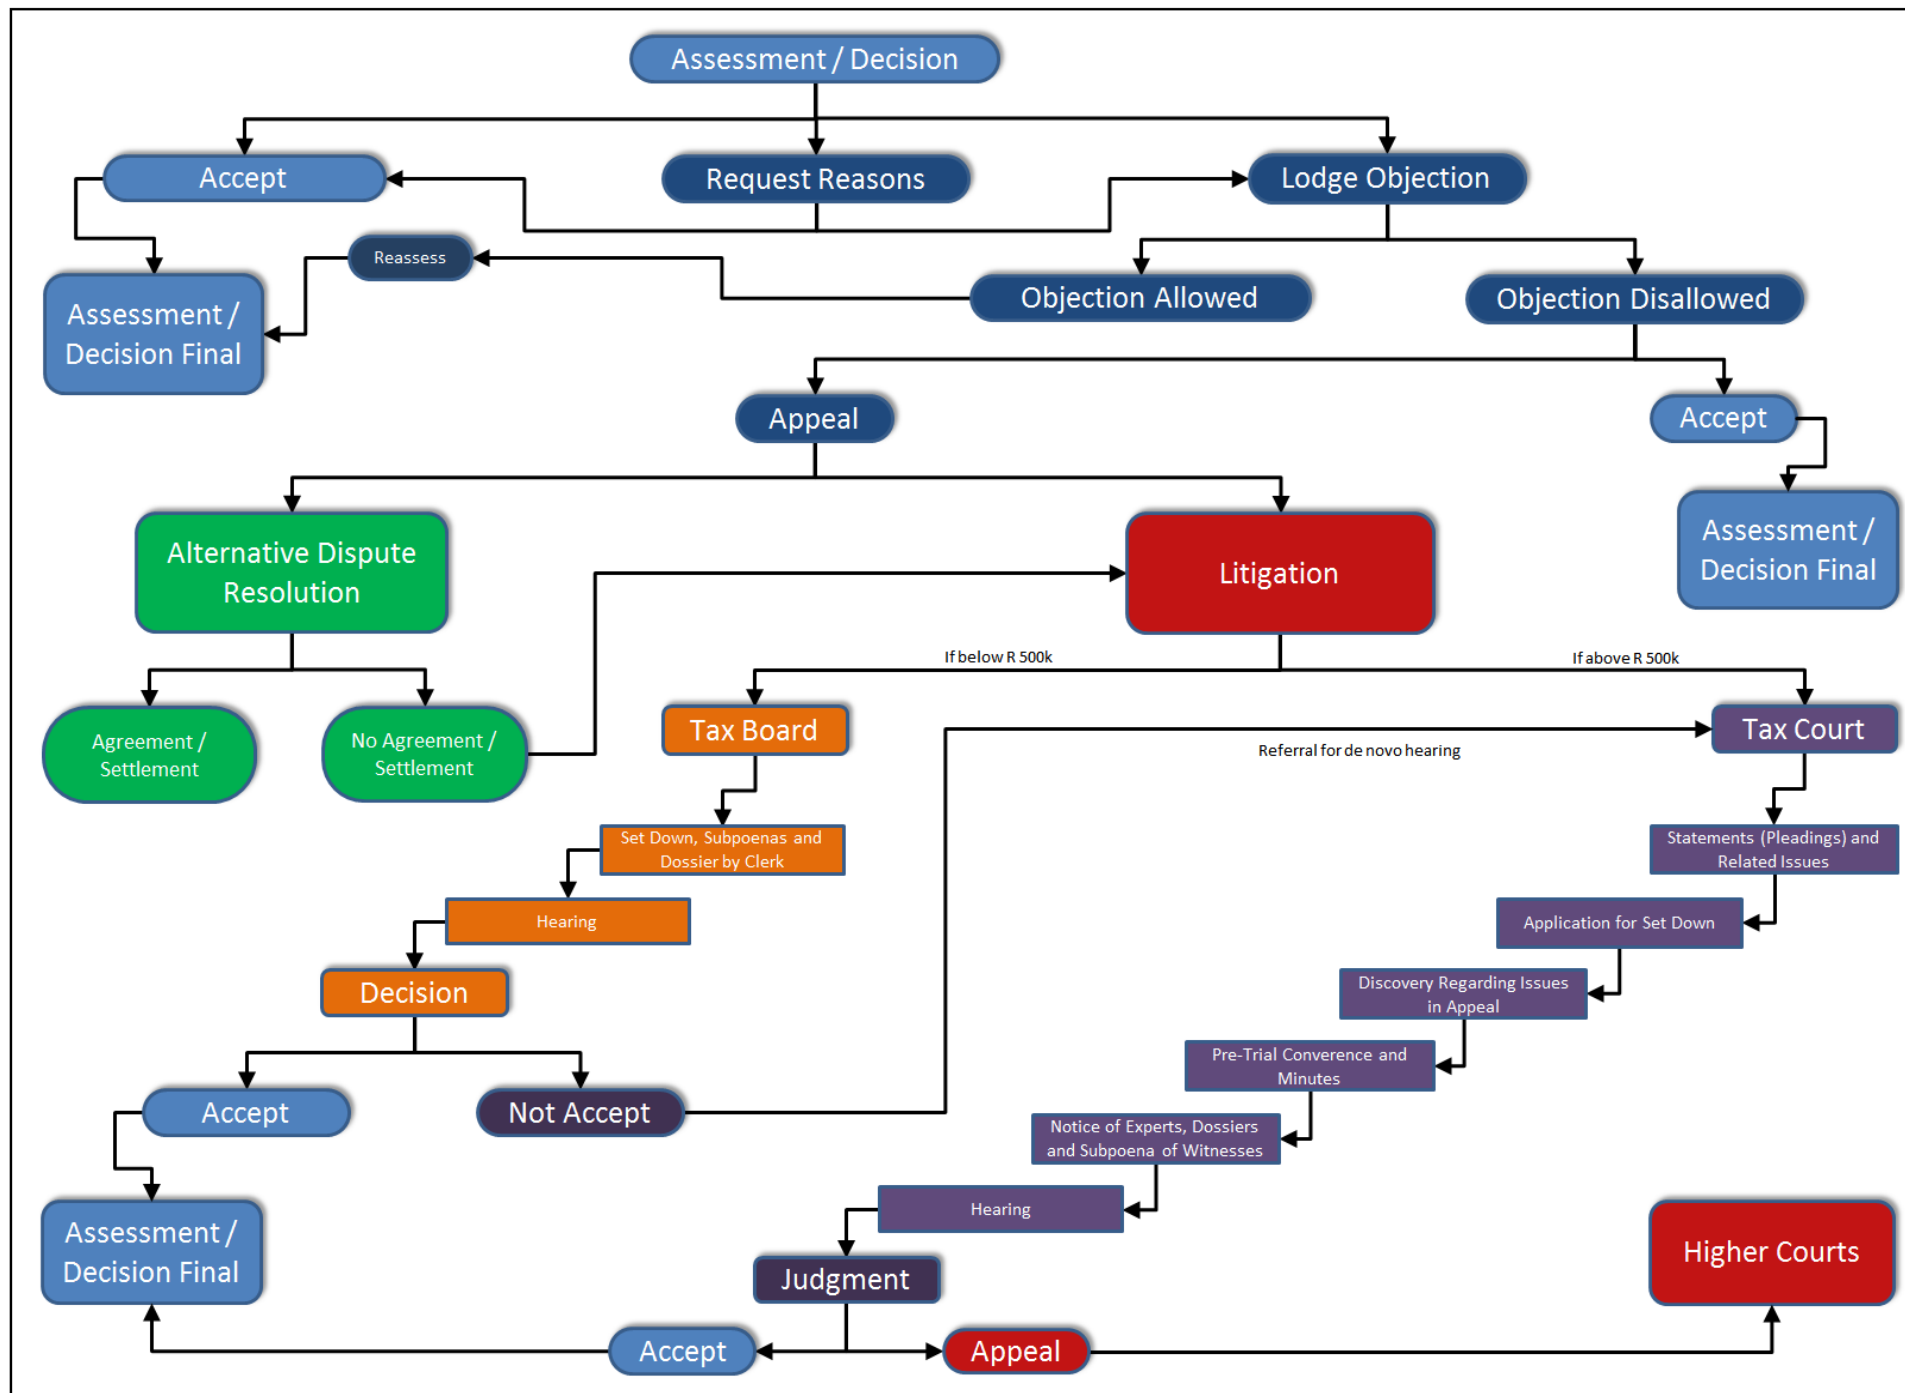 Assessment / Decision
Accept
Request Reasons
Lodge Objection
Reassess
Objection Allowed
Objection Disallowed
Assessment /
Decision Final
Appeal
Accept
Alternative Dispute
Resolution
Litigation
Assessment /
Decision Final
If below R 500k
If above R 500k
Agreement /
Settlement
No Agreement /
Settlement
Tax Board
Tax Court
Referral for de novo hearing
Set Down, Subpoenas and
Dossier by Clerk
Statements (Pleadings) and
Related Issues
Hearing
Application for Set Down
Decision
Discovery Regarding Issues
in Appeal
Pre-Trial Converence and
Minutes
Accept
Not Accept
Notice of Experts, Dossiers
and Subpoena of Witnesses
Hearing
Assessment /
Decision Final
Higher Courts
Judgment
Accept
Appeal